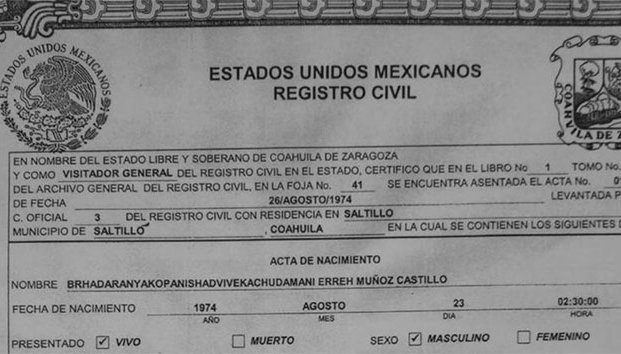 ESTADOS UNIDOS MEXICANOS
ESTADOS UNIDOS MEXICANOS
REGISTRO CIVIL
COAHUILA DE
EN NOMBRE DEL ESTADO LIBRE Y SOBERANO DE COAHUILA DE ZARAGOZA
Y COMO VISITADOR GENERAL DEL REGISTRO CIVIL EN EL ESTADO, CERTIFICO QUE EN EL LIBRO No 1 TOMO No.
DEL ARCHIVO GENERAL DEL REGISTRO CIVIL, EN LA FOJA No. 41 SE ENCUENTRA ASENTADA EL ACTA No.
DE FECHA 26/AGOSTO/1974 LEVANTADA
C. OFICIAL 3 DEL REGISTRO CIVIL CON RESIDENCIA EN SALTILLO
MUNICIPIO DE SALTILLO , COAHUILA EN LA CUAL SE CONTIENEN LOS SIGUIENTES
ACTA DE NACIMIENTO
NOMBRE BRHADARANYAKOPANISHADVIVEKACHUDAMANI ERREH MUÑOZ CASTILLO
FECHA DE NACIMIENTO 1974 AGOSTO 23 02:30:00
AÑO MES DIA HORA
PRESENTADO VIVO MUERTO SEXO MASCULINO FEMENINO